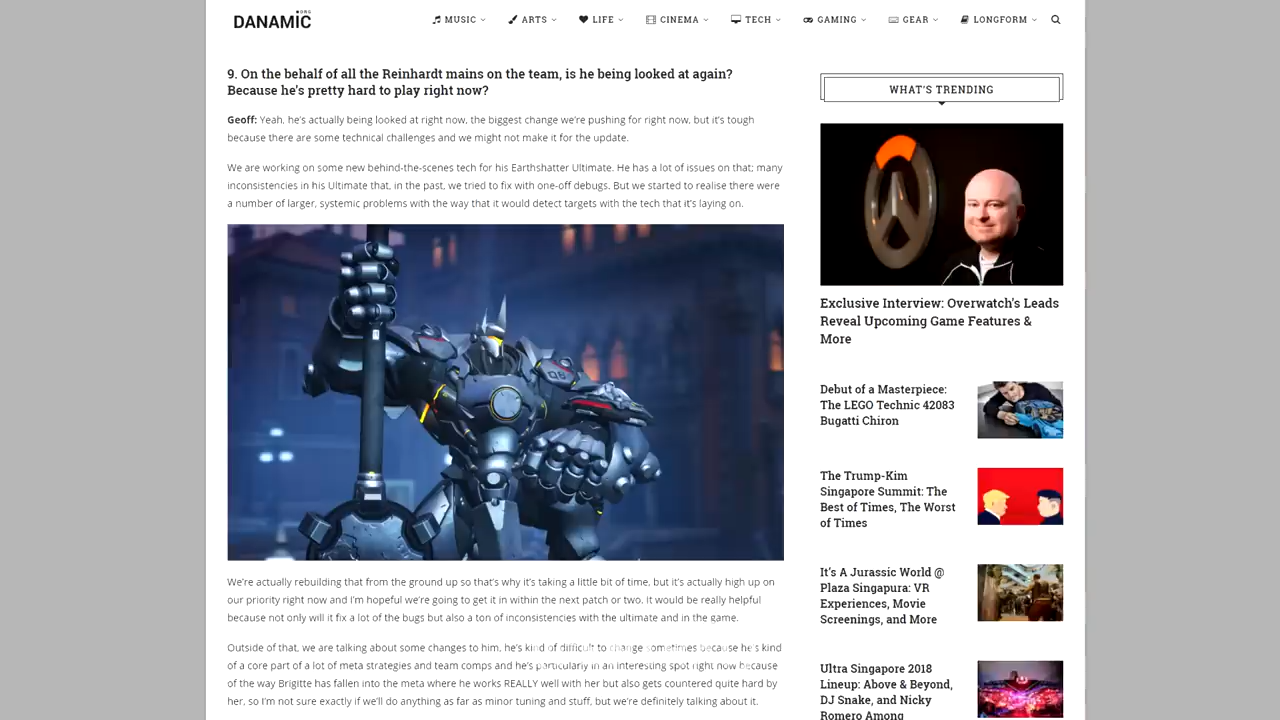 DANAMIC .ORG
MUSIC ARTS LIFE CINEMA TECH GAMING GEAR LONGFORM
9. On the behalf of all the Reinhardt mains on the team, is he being looked at again?
Because he's pretty hard to play right now?
Geoff: Yeah, he's actually being looked at right now, the biggest change we're pushing for right now, but it's tough
because there are some technical challenges and we might not make it for the update.
We are working on some new behind-the-scenes tech for his Earthshatter Ultimate. He has a lot of issues on that; many
inconsistencies in his Ultimate that, in the past, we tried to fix with one-off debugs. But we started to realise there were
a number of larger, systemic problems with the way that it would detect targets with the tech that it's laying on.
We're actually rebuilding that from the ground up so that's why it's taking a little bit of time, but it's actually high up on
our priority right now and I'm hopeful we're going to get it in within the next patch or two. It would be really helpful
because not only will it fix a lot of the bugs but also a ton of inconsistencies with the ultimate and in the game.
Outside of that, we are talking about some changes to him, he's kind of difficult to change sometimes because he's kind
of a core part of a lot of meta strategies and team comps and he's particularly in an interesting spot right now because
of the way Brigitte has fallen into the meta where he works REALLY well with her but also gets countered quite hard by
her, so I'm not sure exactly we'll do anything as far as minor tuning and stuff, but we're definitely talking about it.
WHAT'S TRENDING
Exclusive Interview: Overwatch's Leads
Reveal Upcoming Game Features &
More
Debut of a Masterpiece:
The LEGO Technic 42083
Bugatti Chiron
The Trump-Kim
Singapore Summit: The
Best of Times, The Worst
of Times
It's A Jurassic World @
Plaza Singapura: VR
Experiences, Movie
Screenings, and More
Ultra Singapore 2018
Lineup: Above & Beyond,
DJ Snake, and Nicky
Romero Among